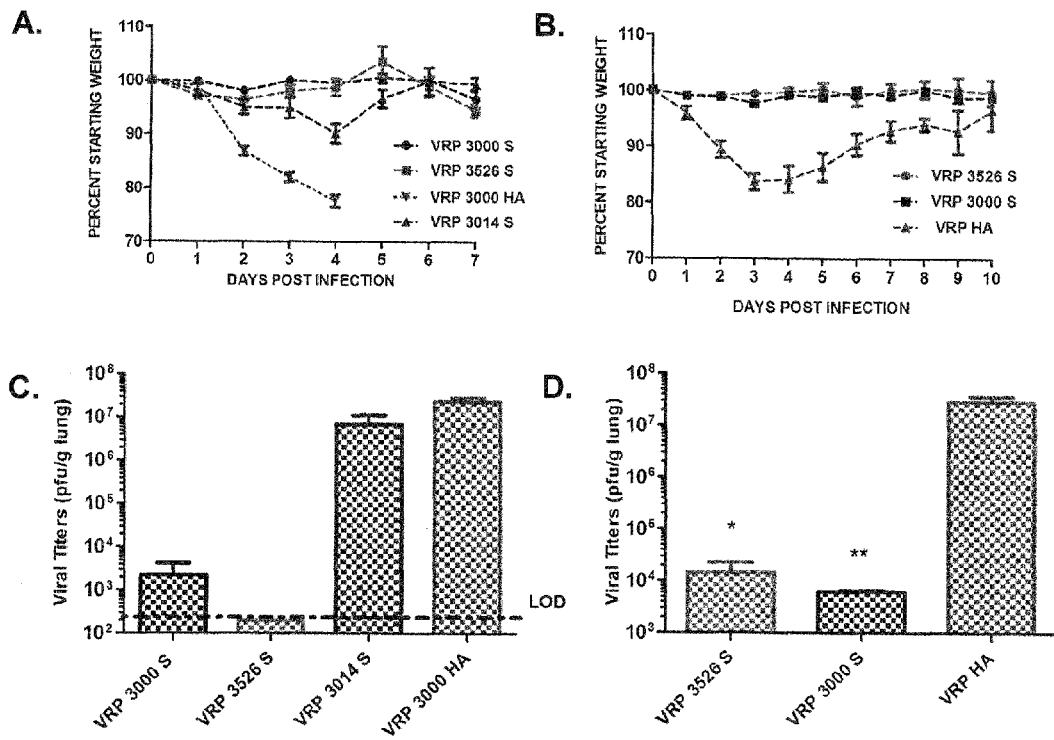 A.
PERCENT STARTING WEIGHT
110
100
90
80
70
0 1 2 3 4 5 6 7
DAYS POST INFECTION
VRP 3000 S
VRP 3526 S
VRP 3000 HA
VRP 3014 S
B.
PERCENT STARTING WEIGHT
110
100
90
80
70
0 1 2 3 4 5 6 7 8 9 10
DAYS POST INFECTION
VRP 3526 S
VRP 3000 S
VRP HA
C.
Viral Titers (pfu/g lung)
10⁸
10⁷
10⁶
10⁵
10⁴
10³
10²
LOD
VRP 3000 S
VRP 3526 S
VRP 3014 S
VRP 3000 HA
D.
Viral Titers (pfu/g lung)
10⁸
10⁷
10⁶
10⁵
10⁴
10³
*
**
VRP 3526 S
VRP 3000 S
VRP HA